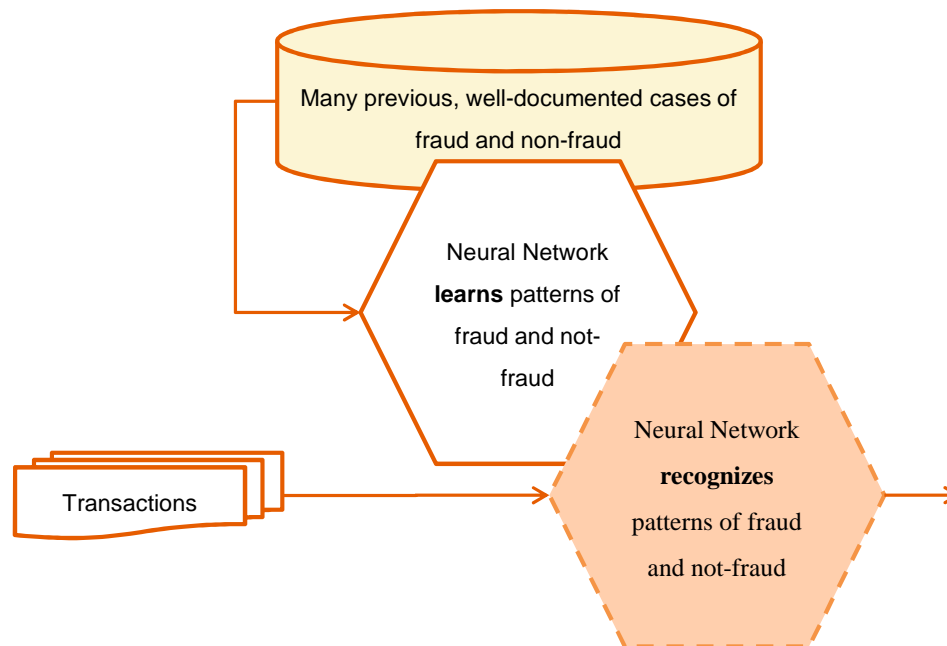 Many previous, well-documented cases of
fraud and non-fraud
Neural Network
learns patterns of
fraud and not-
fraud
Neural Network
recognizes
patterns of fraud
and not-fraud
Transactions